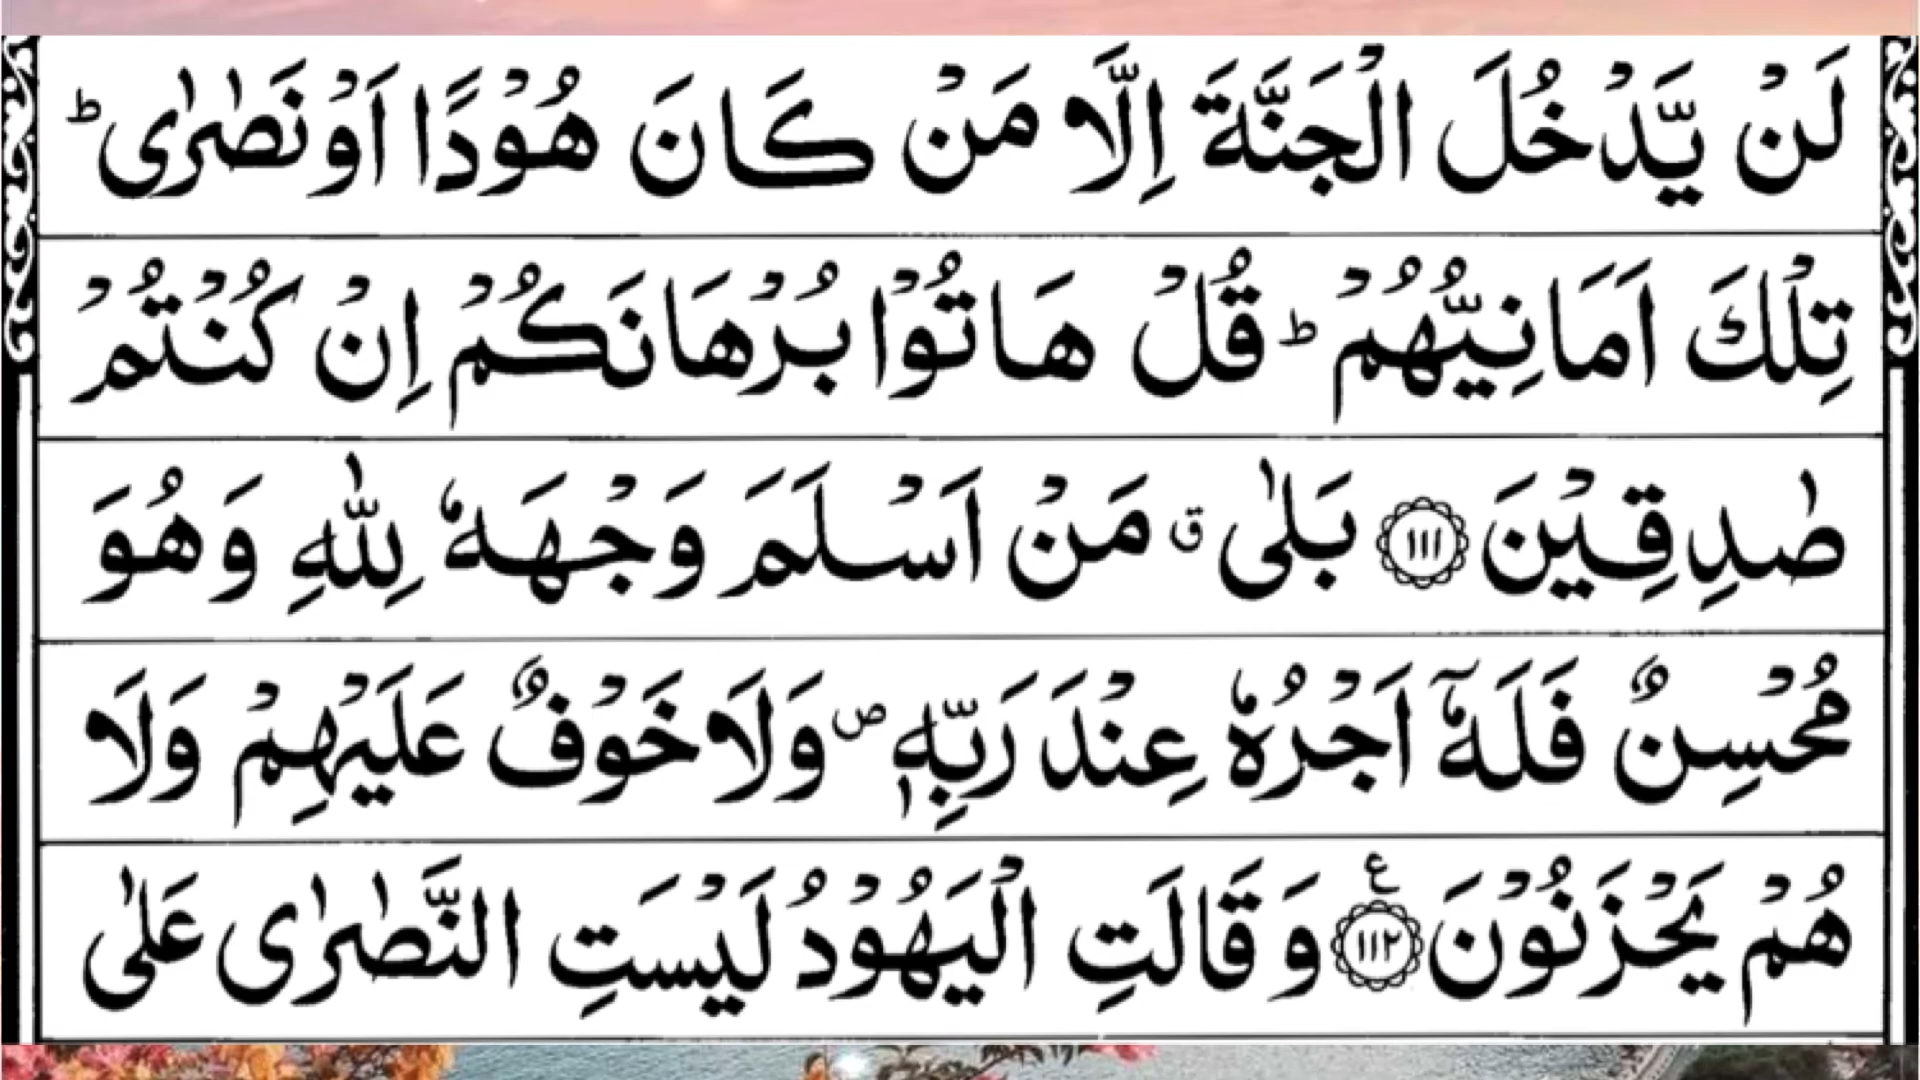 لَنْ يَّدْخُلَ الْجَنَّةَ اِلَّا مَنْ كَانَ هُوْدًا اَوْ نَصٰرٰى ؕ
تِلْكَ اَمَانِيُّهُمْ ؕ قُلْ هَاتُوْا بُرْهَانَكُمْ اِنْ كُنْتُمْ
صٰدِقِيْنَ ﴿۱۱۱﴾ بَلٰى ۗ مَنْ اَسْلَمَ وَجْهَهٗ لِلّٰهِ وَهُوَ
مُحْسِنٌ فَلَهٗۤ اَجْرُهٗ عِنْدَ رَبِّهٖ ۪ وَلَا خَوْفٌ عَلَيْهِمْ وَلَا
هُمْ يَحْزَنُوْنَ ﴿۱۱۲﴾ ع وَقَالَتِ الْيَهُوْدُ لَيْسَتِ النَّصٰرٰى عَلٰى